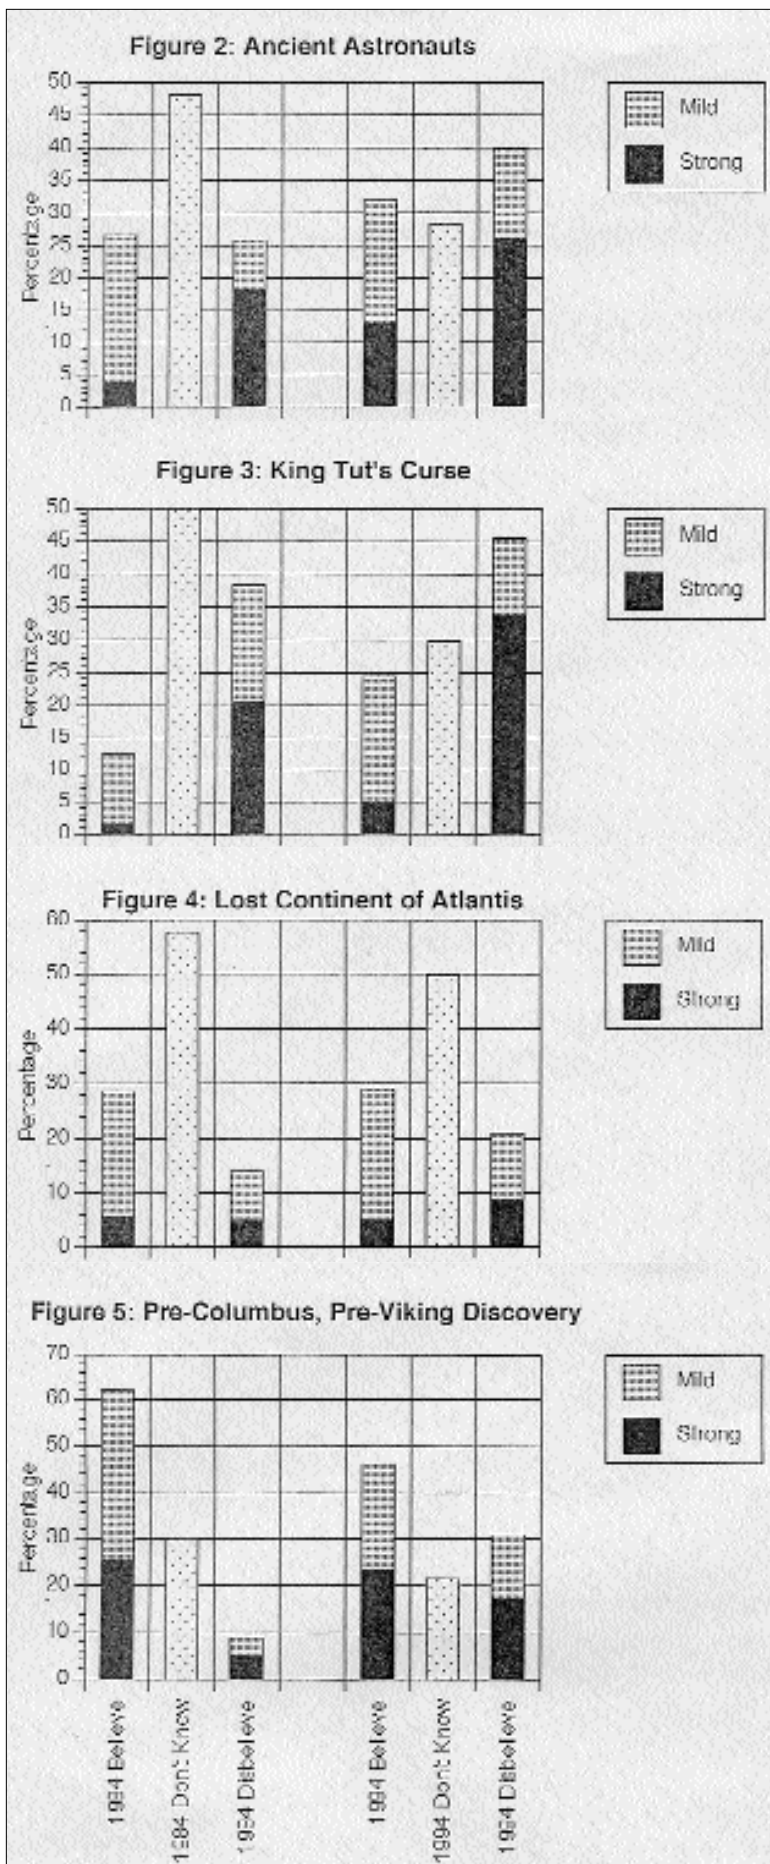 Figure 2: Ancient Astronauts
50
45
40
35
30
25
20
15
10
5
0
Percentage
Mild
Strong
Figure 3: King Tut's Curse
50
45
40
35
30
25
20
15
10
5
0
Percentage
Mild
Strong
Figure 4: Lost Continent of Atlantis
60
50
40
30
20
10
0
Percentage
Mild
Strong
Figure 5: Pre-Columbus, Pre-Viking Discovery
70
60
50
40
30
20
10
0
Percentage
Mild
Strong
Believe
1984 Don't Know
Disbelieve
1994 Believe
1994 Don't Know
1994 Disbelieve